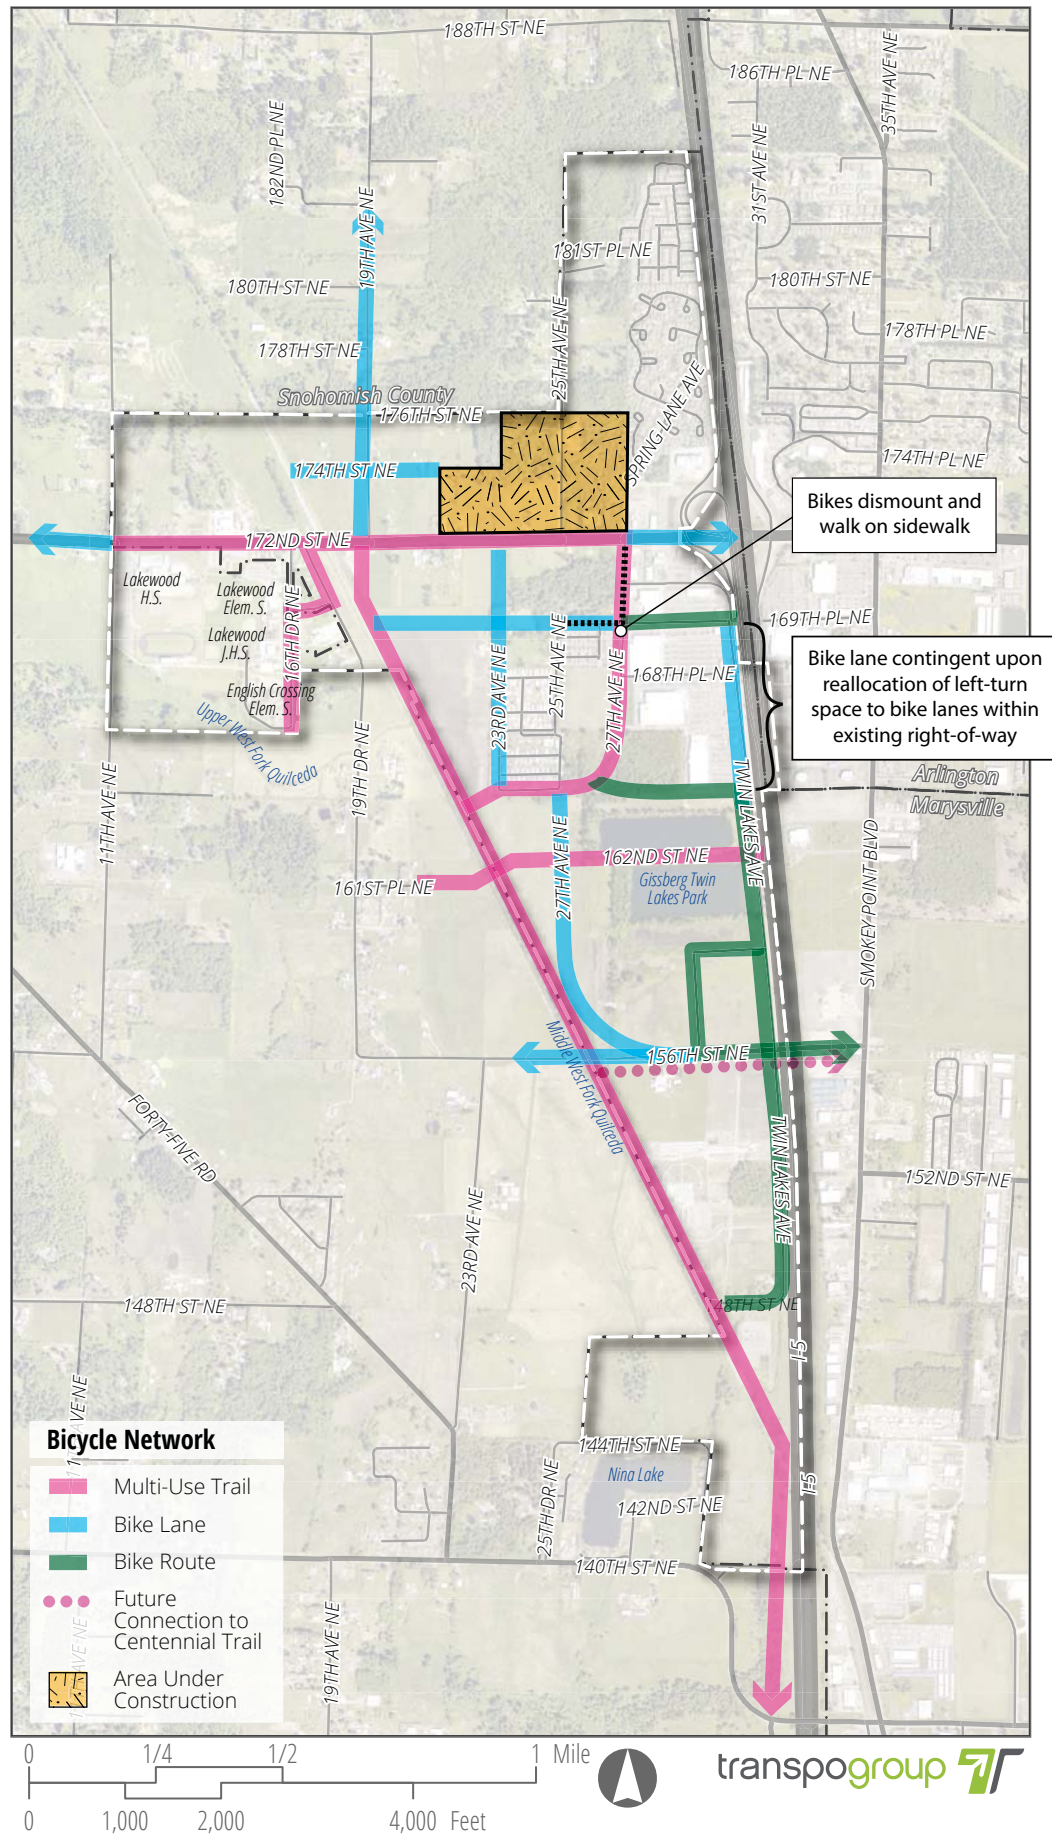 188TH ST NE
186TH PL NE
35TH AVE NE
182ND PL NE
31ST AVE NE
19TH AVE NE
181ST PL NE
180TH ST NE
180TH ST NE
25TH AVE NE
178TH PL NE
178TH ST NE
SPRING LANE AVE
Snohomish County
176TH ST NE
174TH PL NE
174TH ST NE
Bikes dismount and
walk on sidewalk
172ND ST NE
Lakewood
H.S.
Lakewood
Elem. S.
16TH DR NE
Lakewood
J.H.S.
169TH PL NE
25TH AVE NE
23RD AVE NE
27TH AVE NE
168TH PL NE
Bike lane contingent upon
reallocation of left-turn
space to bike lanes within
existing right-of-way
English Crossing
Elem. S.
Upper West Fork Quilceda
19TH DR NE
11TH AVE NE
TWIN LAKES AVE
Arlington
Marysville
27TH AVE NE
162ND ST NE
161ST PL NE
Gissberg Twin
Lakes Park
SMOKEY POINT BLVD
Middle West Fork Quilceda
156TH ST NE
FORTY-FIVE RD
TWIN LAKES AVE
152ND ST NE
23RD AVE NE
148TH ST NE
48TH ST NE
I-5
AVE NE
144TH ST NE
Nina Lake
I-5
25TH DR NE
142ND ST NE
140TH ST NE
19TH AVE NE
AVE NE
Bicycle Network
Multi-Use Trail
Bike Lane
Bike Route
Future
Connection to
Centennial Trail
Area Under
Construction
0 1/4 1/2 1 Mile
0 1,000 2,000 4,000 Feet
transpogroup